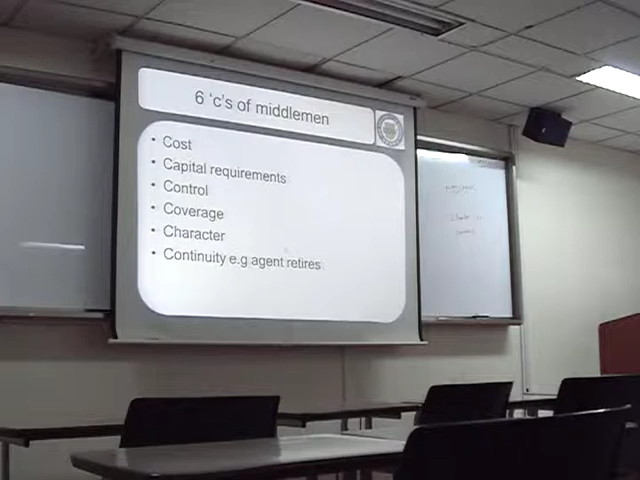 6 'c's of middlemen
• Cost
• Capital requirements
• Control
• Coverage
• Character
• Continuity e.g agent retires